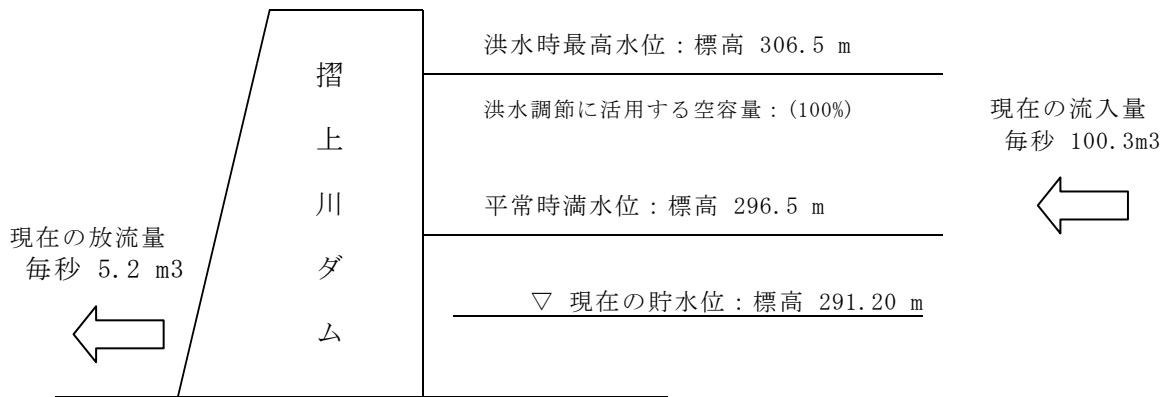 洪水時最高水位：標高 306.5 m
摺上川ダム
洪水調節に活用する空容量：(100%)
現在の流入量
毎秒 100.3m3
平常時満水位：標高 296.5 m
現在の放流量
毎秒 5.2 m3
▽ 現在の貯水位：標高 291.20 m